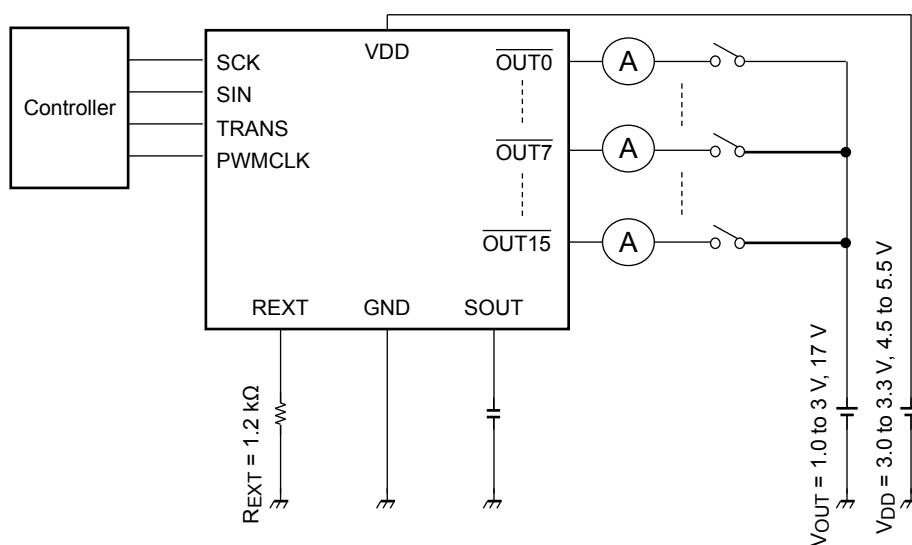 Controller
SCK
SIN
TRANS
PWMCLK
VDD
OUT0
OUT7
OUT15
A
A
A
REXT
GND
SOUT
REXT = 1.2 kΩ
VOUT = 1.0 to 3 V, 17 V
VDD = 3.0 to 3.3 V, 4.5 to 5.5 V